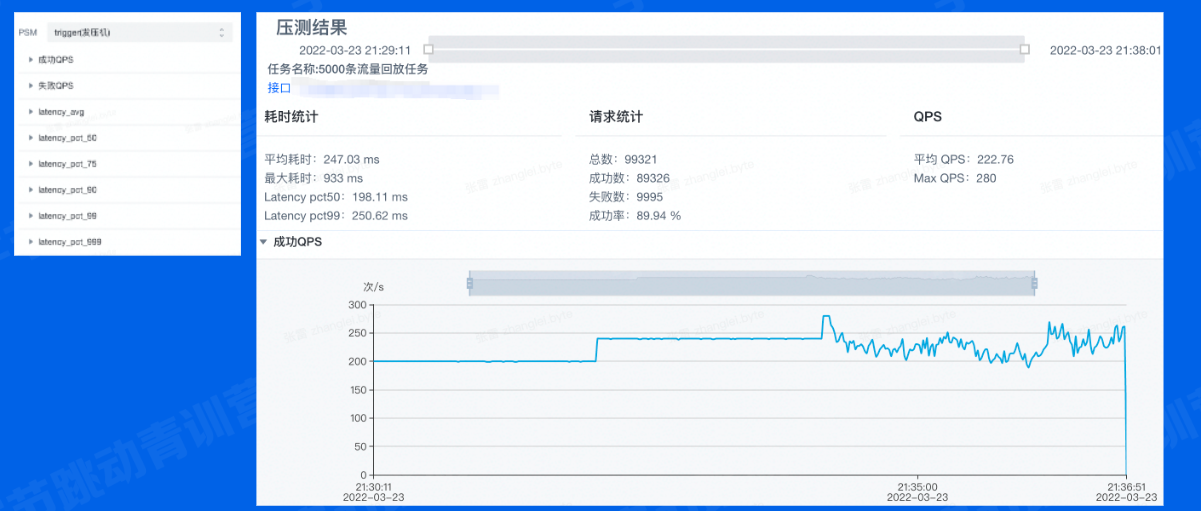 PSM trigger(发压机)
成功QPS
失败QPS
latency_avg
latency_pct_50
latency_pct_75
latency_pct_90
latency_pct_99
latency_pct_999
压测结果
2022-03-23 21:29:11 2022-03-23 21:38:01
任务名称:5000条流量回放任务
接口
耗时统计
平均耗时：247.03 ms
最大耗时：933 ms
Latency pct50：198.11 ms
Latency pct99：250.62 ms
请求统计
总数：99321
成功数：89326
失败数：9995
成功率：89.94 %
QPS
平均 QPS：222.76
Max QPS：280
成功QPS
次/s
300
250
200
150
100
50
0
21:30:11 21:35:00 21:36:51
2022-03-23 2022-03-23 2022-03-23
字节跳动青训营